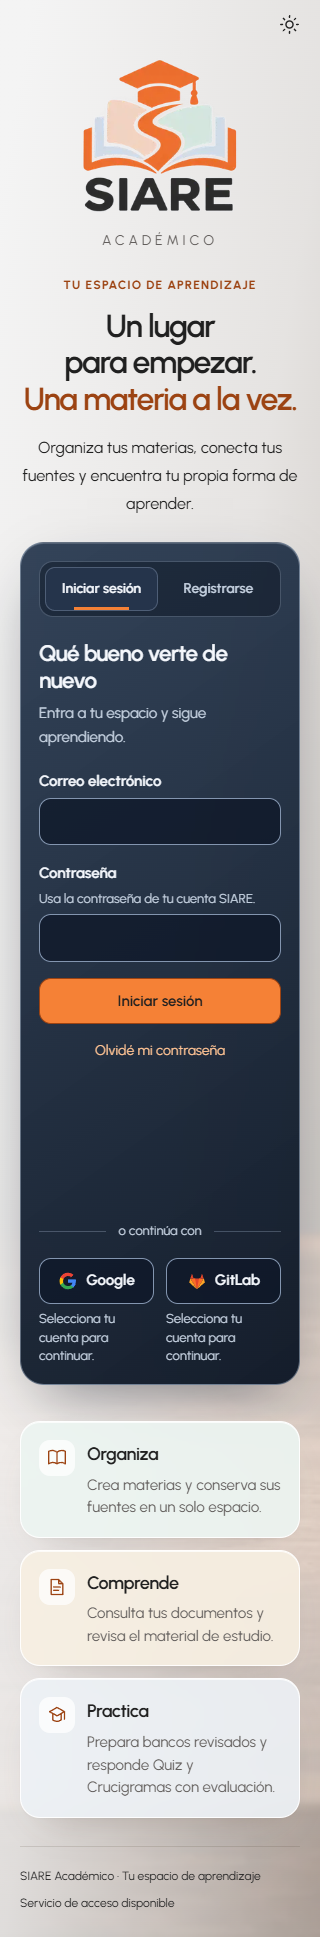 SIARE
ACADÉMICO
TU ESPACIO DE APRENDIZAJE
Un lugar
para empezar.
Una materia a la vez.
Organiza tus materias, conecta tus
fuentes y encuentra tu propia forma de
aprender.
Iniciar sesión
Registrarse
Qué bueno verte de
nuevo
Entra a tu espacio y sigue
aprendiendo.
Correo electrónico
Contraseña
Usa la contraseña de tu cuenta SIARE.
Iniciar sesión
Olvidé mi contraseña
o continúa con
Google
Selecciona tu
cuenta para
continuar.
GitLab
Selecciona tu
cuenta para
continuar.
Organiza
Crea materias y conserva sus
fuentes en un solo espacio.
Comprende
Consulta tus documentos y
revisa el material de estudio.
Practica
Prepara bancos revisados y
responde Quiz y
Crucigramas con evaluación.
SIARE Académico · Tu espacio de aprendizaje
Servicio de acceso disponible